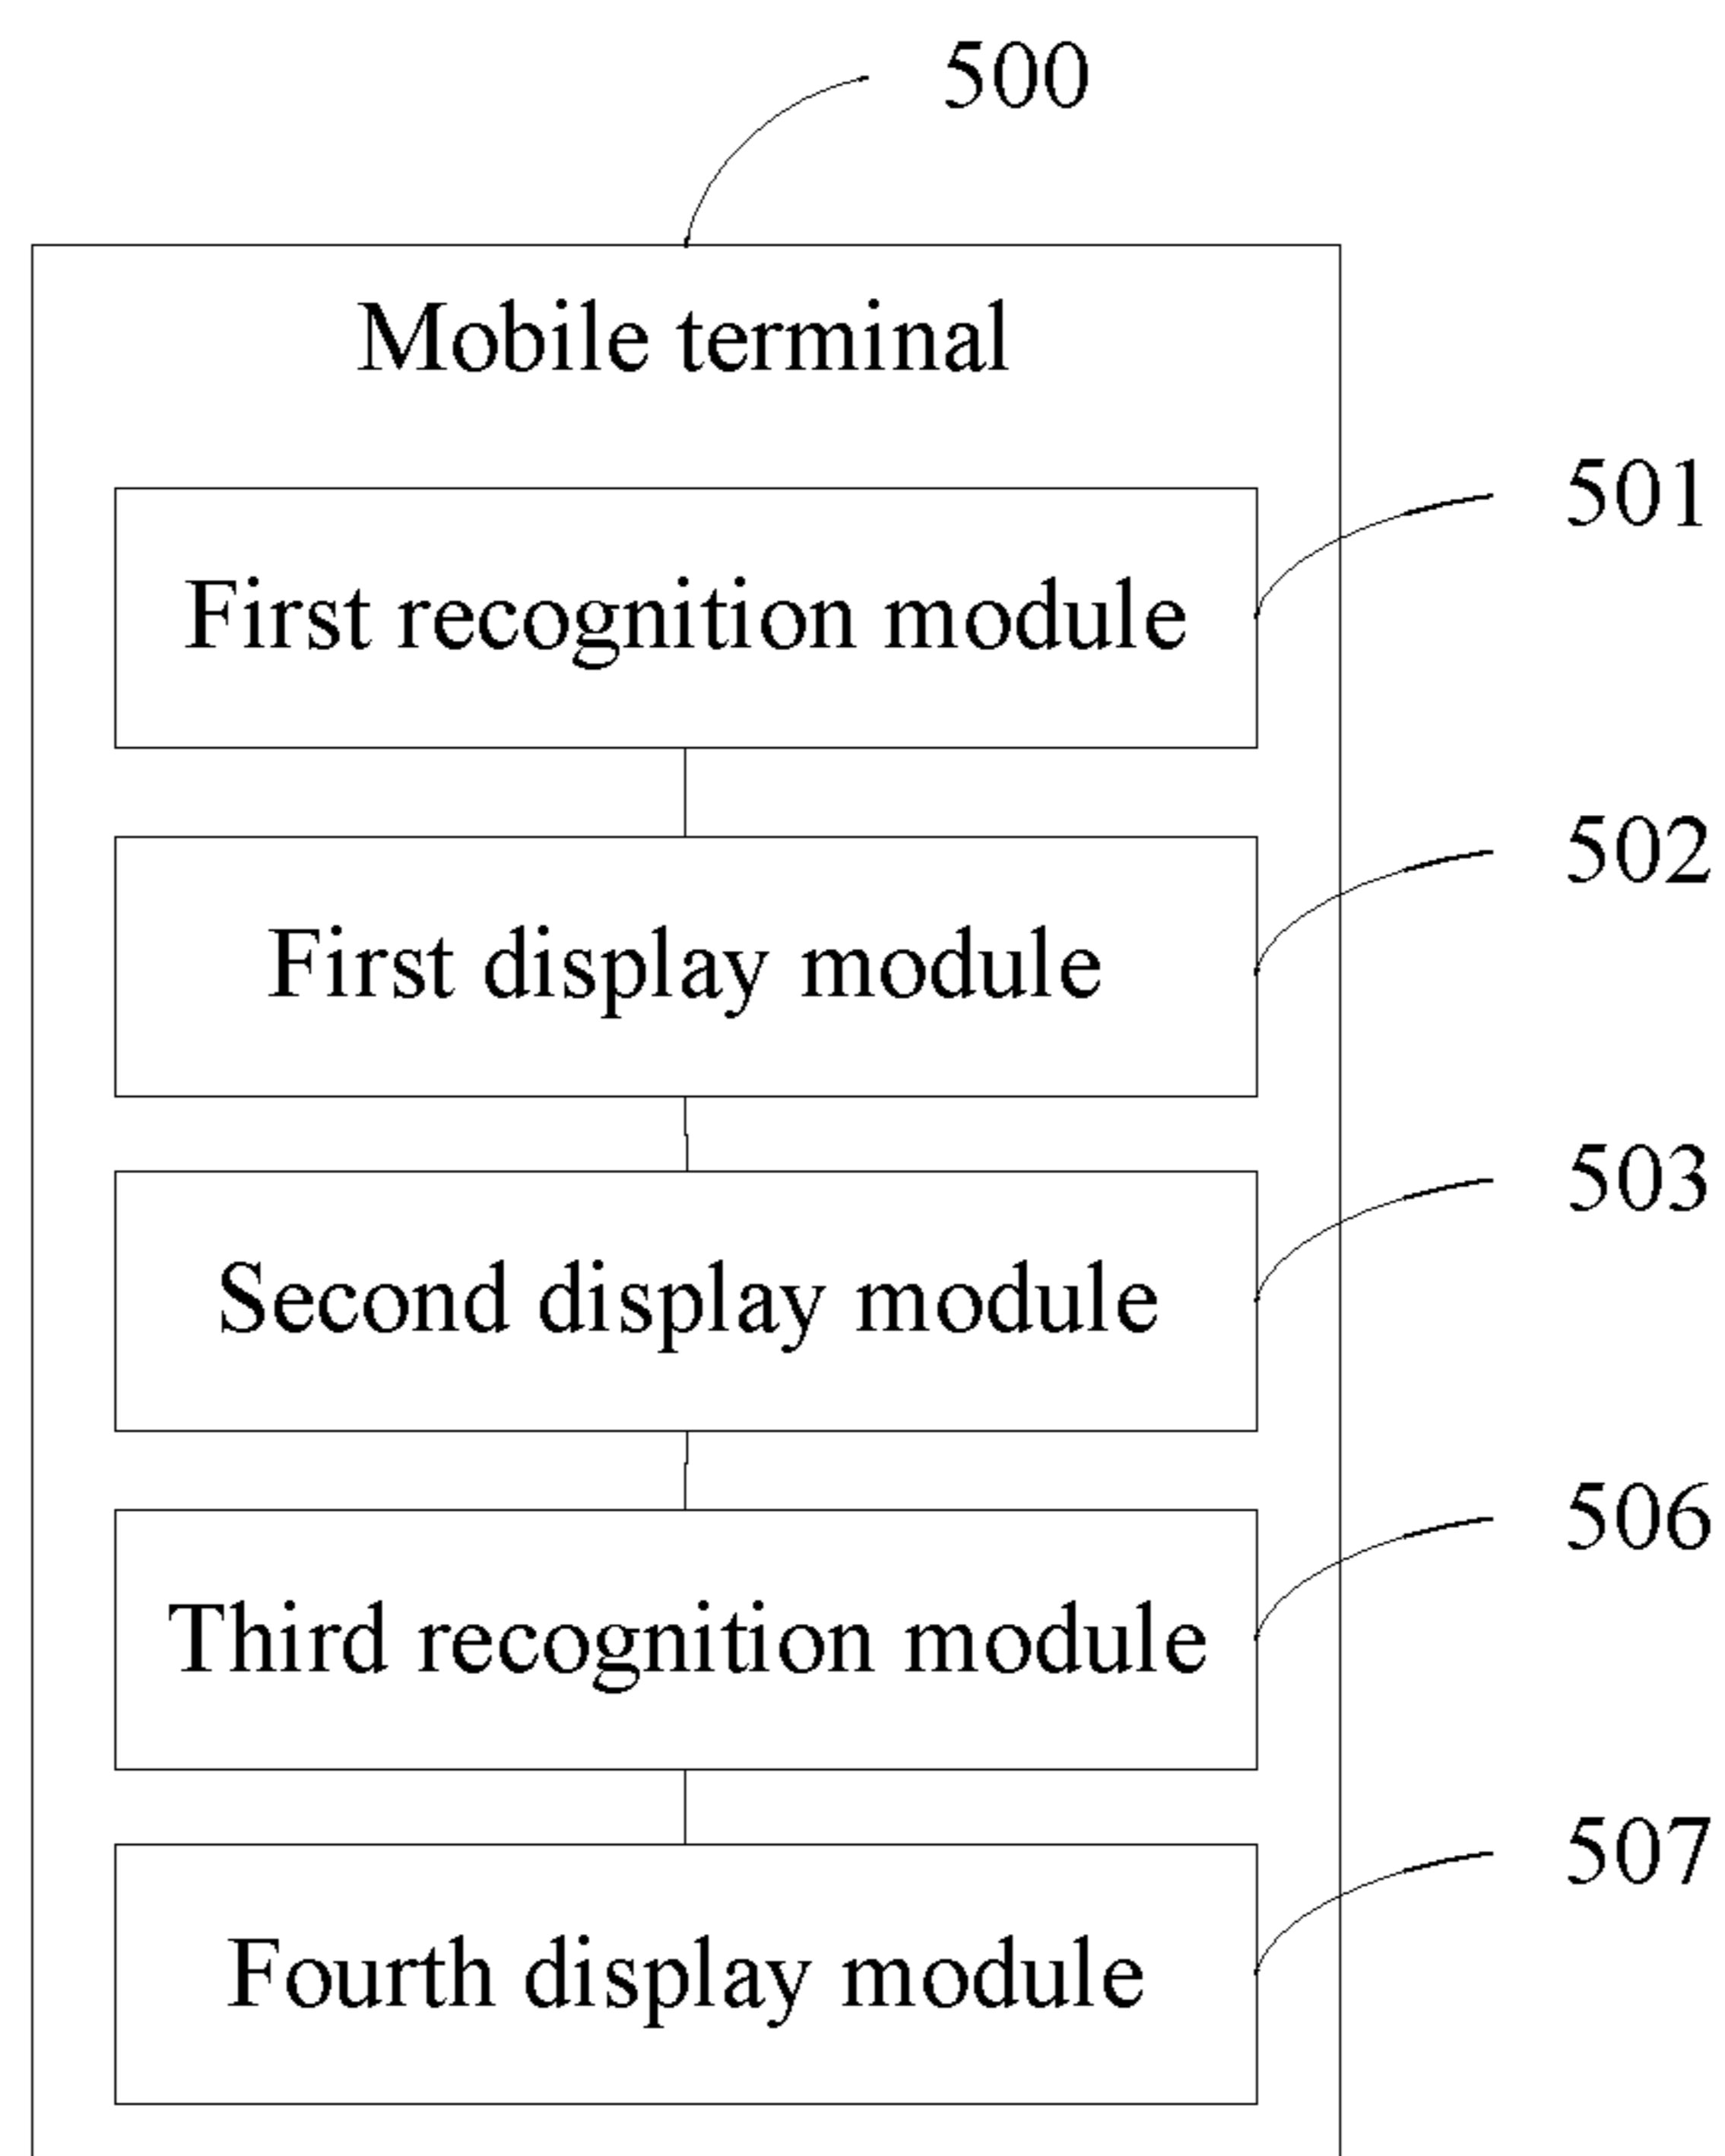 500
Mobile terminal
501
First recognition module
502
First display module
503
Second display module
506
Third recognition module
507
Fourth display module